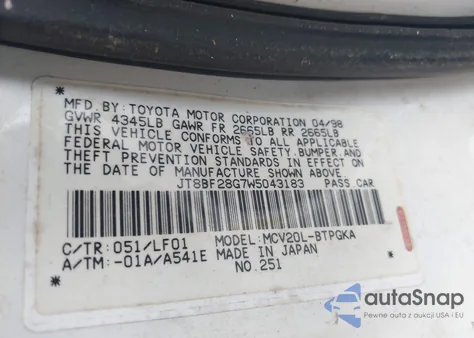 MFD. BY: TOYOTA MOTOR CORPORATION 04/98
GVWR 4345LB GAWR FR 2665LB RR 2665LB
THIS VEHICLE CONFORMS TO ALL APPLICABLE
FEDERAL MOTOR VEHICLE SAFETY, BUMPER AND
THEFT PREVENTION STANDARDS IN EFFECT ON
THE DATE OF MANUFACTURE SHOWN ABOVE.
JT8BF28G7W5043183 PASS. CAR
C/TR: 051/LF01 MODEL: MCV20L-BTPGKA
A/TM: -01A/A541E MADE IN JAPAN
NO. 251
autoSnap
Pewne auta z aukcji USA i EU